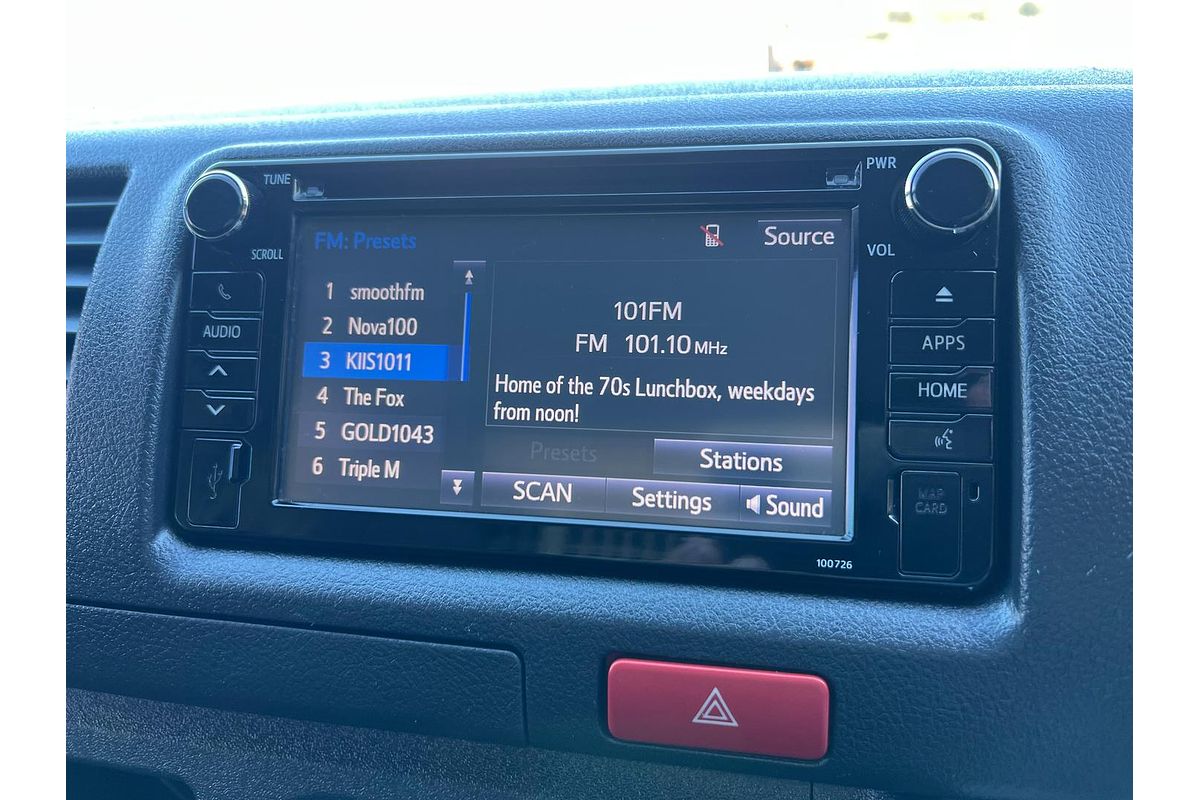 TUNE
PWR
SCROLL
VOL
AUDIO
APPS
HOME
MAP
CARD
FM: Presets
Source
1 smoothfm
2 Nova100
3 KIIS1011
4 The Fox
5 GOLD1043
6 Triple M
101FM
FM 101.10 MHz
Home of the 70s Lunchbox, weekdays
from noon!
Presets
Stations
SCAN
Settings
Sound
100726